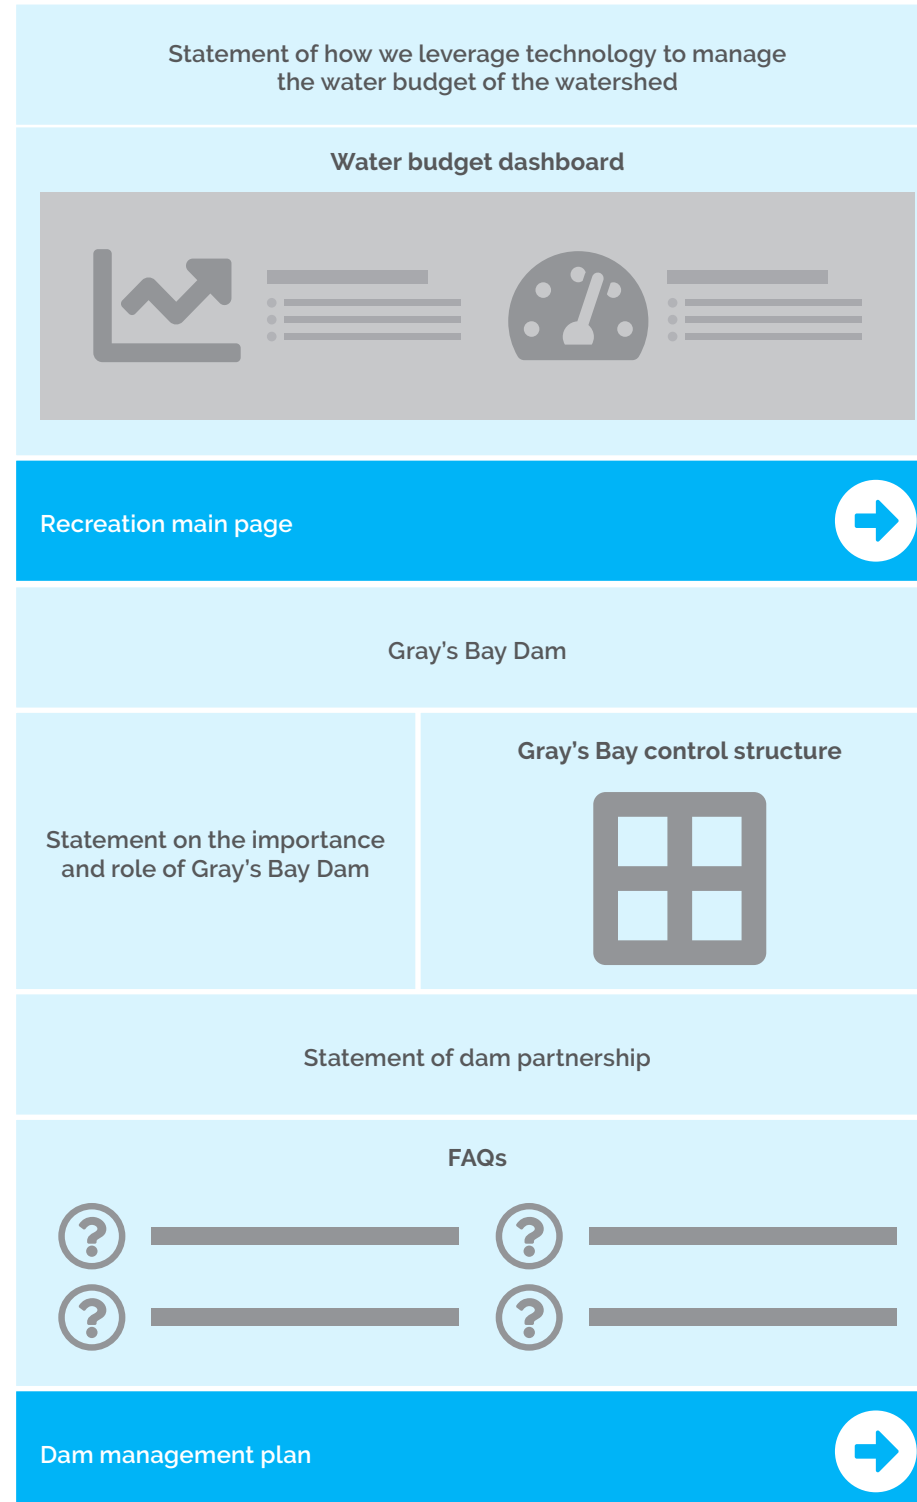 Statement of how we leverage technology to manage
the water budget of the watershed
Water budget dashboard
Recreation main page
Gray’s Bay Dam
Statement on the importance
and role of Gray’s Bay Dam
Gray’s Bay control structure
Statement of dam partnership
FAQs
Dam management plan